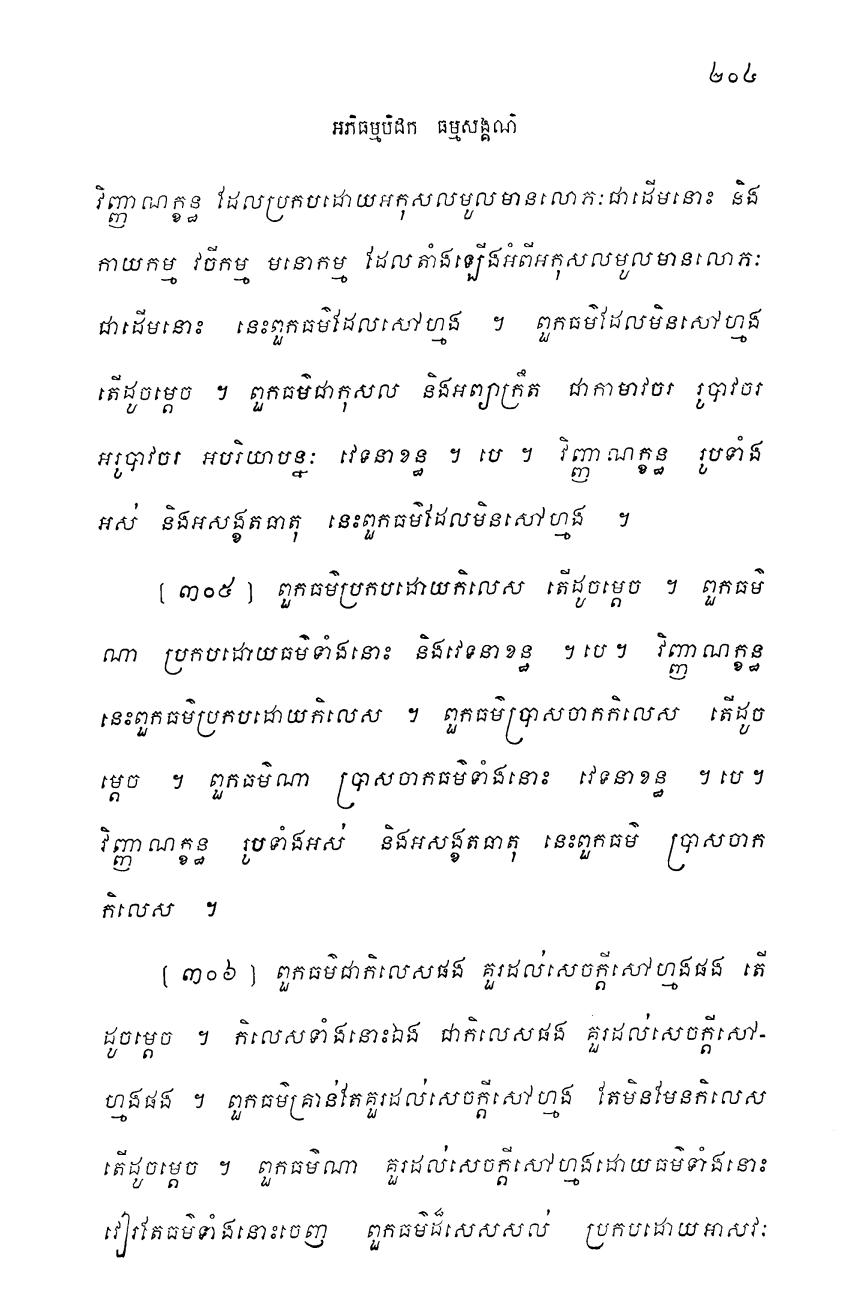 ២០៤
អភិធម្មបិដក ធម្មសង្គណិ
វិញ្ញាណក្ខន្ធ ដែលប្រកបដោយអកុសលមូលមានលោភៈជាដើមនោះ និង
កាយកម្ម វចីកម្ម មនោកម្ម ដែលតាំងឡើងអំពីអកុសលមូលមានលោភៈ
ជាដើមនោះ នេះពួកធម៌ដែលសៅហ្មង ។ ពួកធម៌ដែលមិនសៅហ្មង
តើដូចម្តេច ។ ពួកធម៌ជាកុសល និងអព្យាក្រឹត ជាកាមាវចរ រូបាវចរ
អរូបាវចរ អបរិយាបន្នៈ វេទនាខន្ធ ។ បេ ។ វិញ្ញាណក្ខន្ធ រូបទាំង
អស់ និងអសង្ខតធាតុ នេះពួកធម៌ដែលមិនសៅហ្មង ។
[ ៣០៥ ] ពួកធម៌ប្រកបដោយកិលេស តើដូចម្តេច ។ ពួកធម៌
ណា ប្រកបដោយធម៌ទាំងនោះ និងវេទនាខន្ធ ។ បេ ។ វិញ្ញាណក្ខន្ធ
នេះពួកធម៌ប្រកបដោយកិលេស ។ ពួកធម៌ប្រាសចាកកិលេស តើដូច
ម្តេច ។ ពួកធម៌ណា ប្រាសចាកធម៌ទាំងនោះ វេទនាខន្ធ ។ បេ ។
វិញ្ញាណក្ខន្ធ រូបទាំងអស់ និងអសង្ខតធាតុ នេះពួកធម៌ ប្រាសចាក
កិលេស ។
[ ៣០៦ ] ពួកធម៌ជាកិលេសផង គួរដល់សេចក្តីសៅហ្មងផង តើ
ដូចម្តេច ។ កិលេសទាំងនោះឯង ជាកិលេសផង គួរដល់សេចក្តីសៅ-
ហ្មងផង ។ ពួកធម៌គ្រាន់តែគួរដល់សេចក្តីសៅហ្មង តែមិនមែនកិលេស
តើដូចម្តេច ។ ពួកធម៌ណា គួរដល់សេចក្តីសៅហ្មងដោយធម៌ទាំងនោះ
វៀរតែធម៌ទាំងនោះចេញ ពួកធម៌ដ៏សេសសល់ ប្រកបដោយអាសវៈ